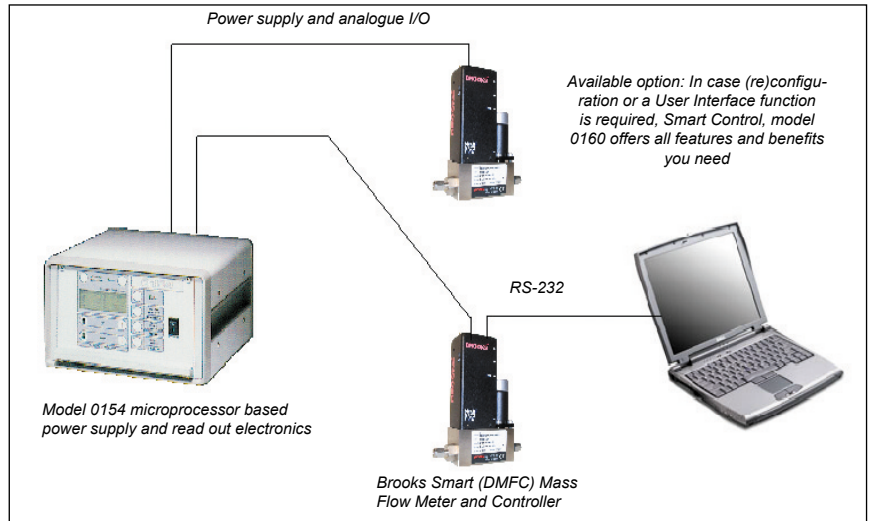 Power supply and analogue I/O
Available option: In case (re)configu-
ration or a User Interface function
is required, Smart Control, model
0160 offers all features and benefits
you need
RS-232
Model 0154 microprocessor based
power supply and read out electronics
Brooks Smart (DMFC) Mass
Flow Meter and Controller